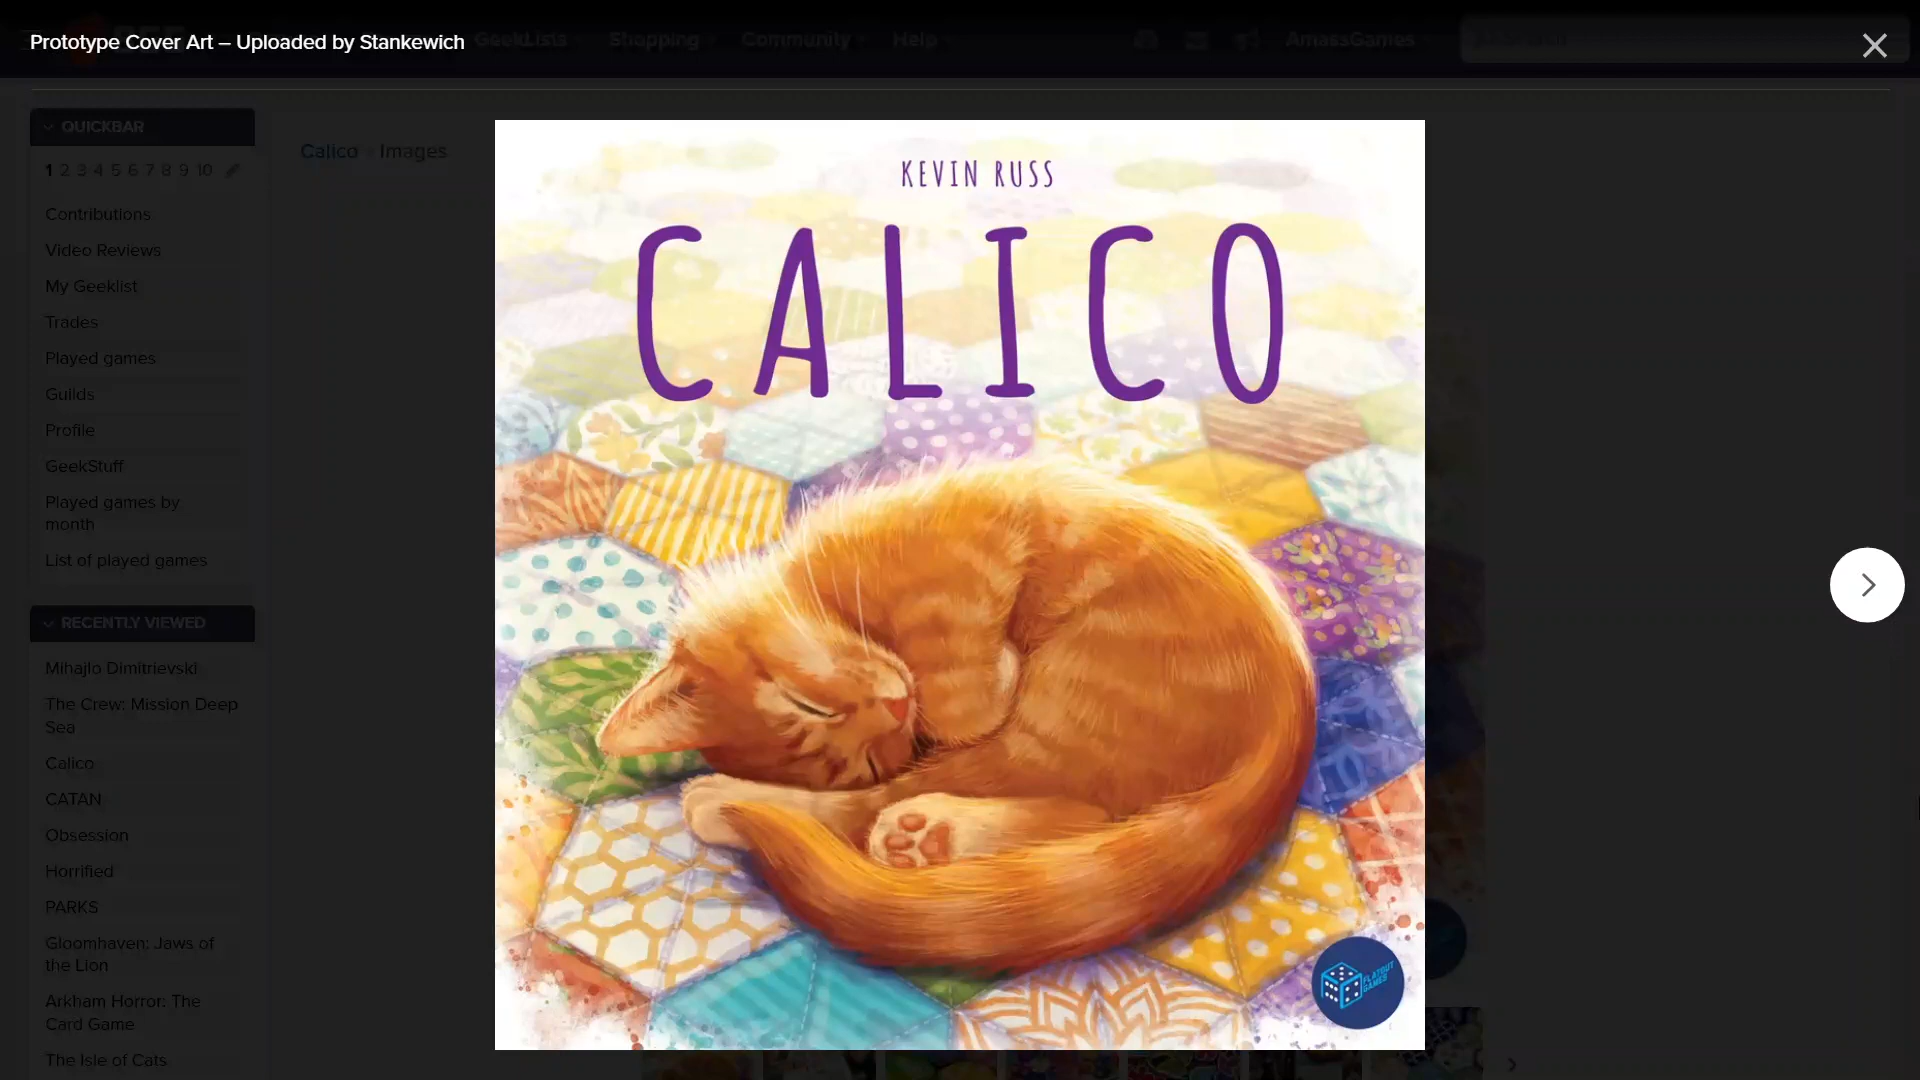 Prototype Cover Art – Uploaded by Stankewich
GeekLists
Shopping
Community
Help
AmassGames
QUICKBAR
1 2 3 4 5 6 7 8 9 10
Contributions
Video Reviews
My Geeklist
Trades
Played games
Guilds
Profile
GeekStuff
Played games by
month
List of played games
RECENTLY VIEWED
Mihajlo Dimitrievski
The Crew: Mission Deep
Sea
Calico
CATAN
Obsession
Horrified
PARKS
Gloomhaven: Jaws of
the Lion
Arkham Horror: The
Card Game
The Isle of Cats
Calico
Images
KEVIN RUSS
CALICO
FLATOUT
GAMES